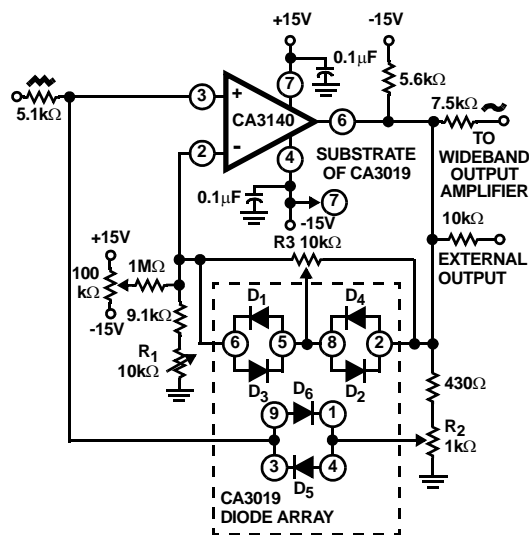 +15V
-15V
0.1µF
5.6kΩ
7
5.1kΩ
3
+
CA3140
6
7.5kΩ
TO
WIDEBAND
OUTPUT
AMPLIFIER
2
-
4
SUBSTRATE
OF CA3019
0.1µF
7
-15V
10kΩ
EXTERNAL
OUTPUT
R3 10kΩ
+15V
100
kΩ
1MΩ
-15V
9.1kΩ
D1
D4
6
5
8
2
R1
10kΩ
D3
D2
430Ω
D6
9
1
R2
1kΩ
3
4
D5
CA3019
DIODE ARRAY